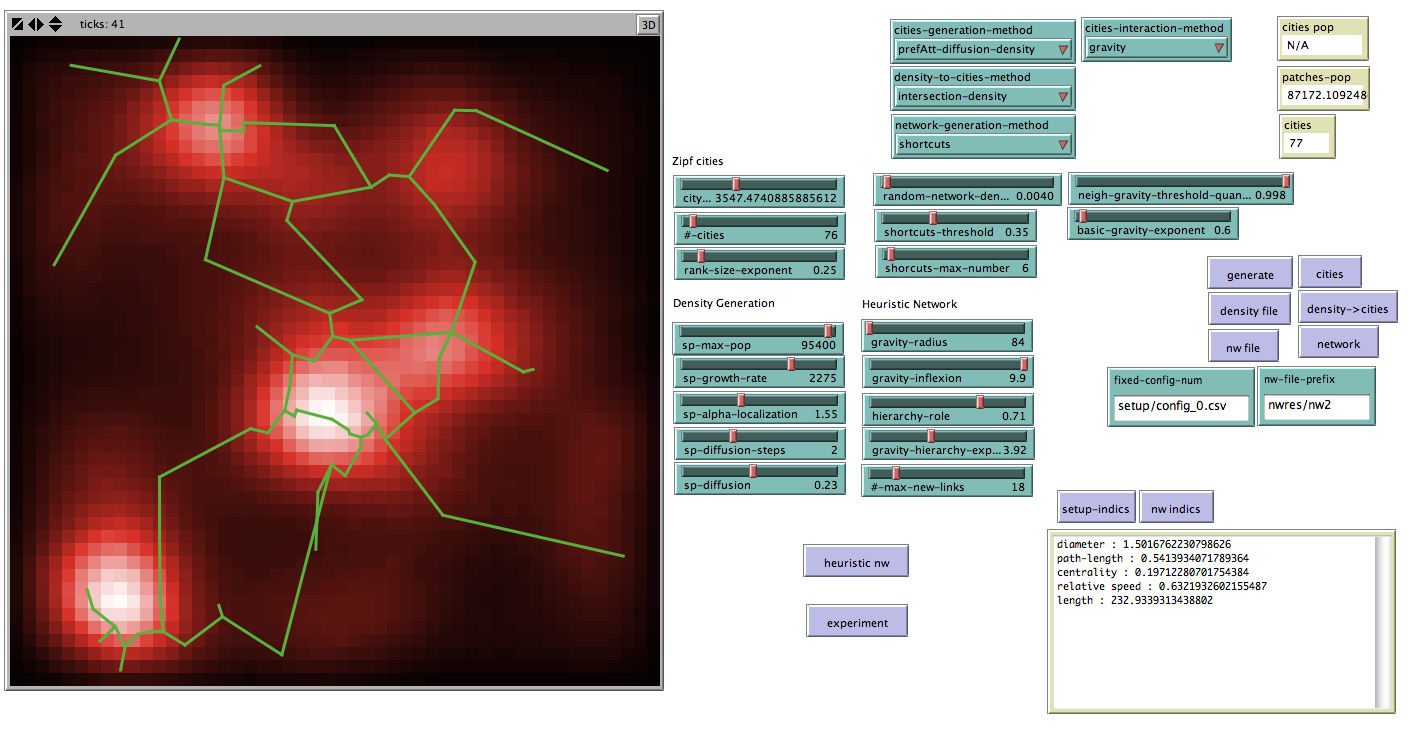 ticks: 41
3D
cities-generation-method
prefAtt-diffusion-density
cities-interaction-method
gravity
cities pop
N/A
density-to-cities-method
intersection-density
patches-pop
87172.109248
network-generation-method
shortcuts
cities
77
Zipf cities
city... 3547.4740885885612
random-network-den... 0.0040
neigh-gravity-threshold-quan... 0.998
#-cities 76
shortcuts-threshold 0.35
basic-gravity-exponent 0.6
rank-size-exponent 0.25
shorcuts-max-number 6
generate
cities
density file
density->cities
nw file
network
Density Generation
Heuristic Network
sp-max-pop 95400
gravity-radius 84
sp-growth-rate 2275
gravity-inflexion 9.9
sp-alpha-localization 1.55
hierarchy-role 0.71
sp-diffusion-steps 2
gravity-hierarchy-exp... 3.92
sp-diffusion 0.23
#-max-new-links 18
fixed-config-num
setup/config_0.csv
nw-file-prefix
nwres/nw2
setup-indics
nw indics
heuristic nw
experiment
diameter : 1.5016762230798626
path-length : 0.5413934071789364
centrality : 0.19712280701754384
relative speed : 0.6321932602155487
length : 232.9339313438802